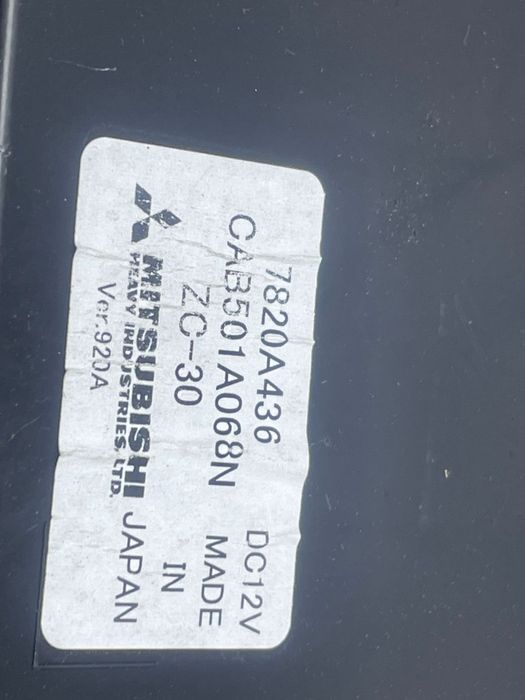 7820A436 DC12V
CAB501A068N MADE
ZC-30 IN
MITSUBISHI JAPAN
HEAVY INDUSTRIES, LTD.
Ver.920A